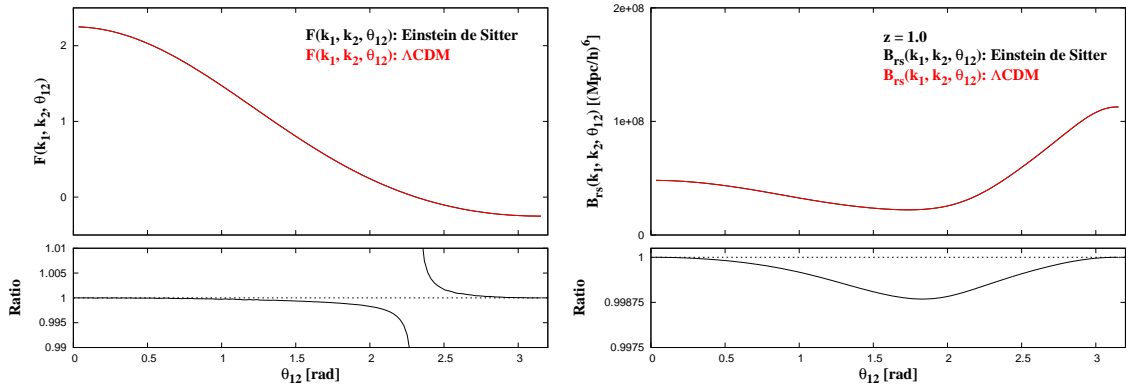 F(k1, k2, θ12): Einstein de Sitter
F(k1, k2, θ12): ΛCDM
F(k1, k2, θ12)
2
1
0
Ratio
1.01
1.005
1
0.995
0.99
0 0.5 1 1.5 2 2.5 3
θ12 [rad]
z = 1.0
Brs(k1, k2, θ12): Einstein de Sitter
Brs(k1, k2, θ12): ΛCDM
Brs(k1, k2, θ12) [(Mpc/h)^6]
2e+08
1e+08
0
Ratio
1
0.99875
0.9975
0 0.5 1 1.5 2 2.5 3
θ12 [rad]